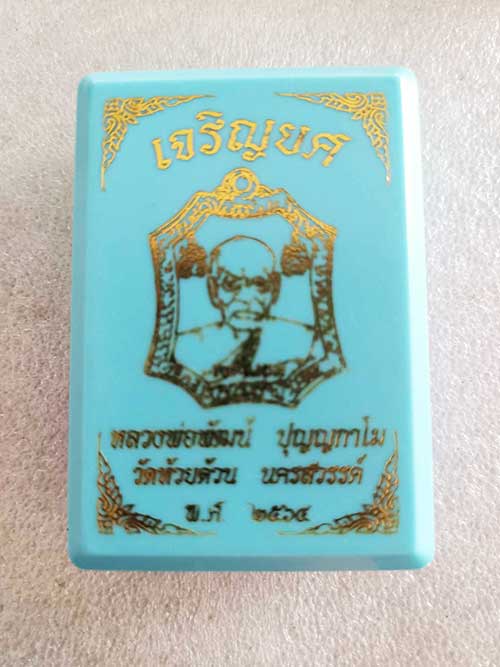 เจริญยศ
หลวงพ่อพัฒน์ ปุญญกาโม
วัดห้วยด้วน นครสวรรค์
พ.ศ ๒๕๖๔